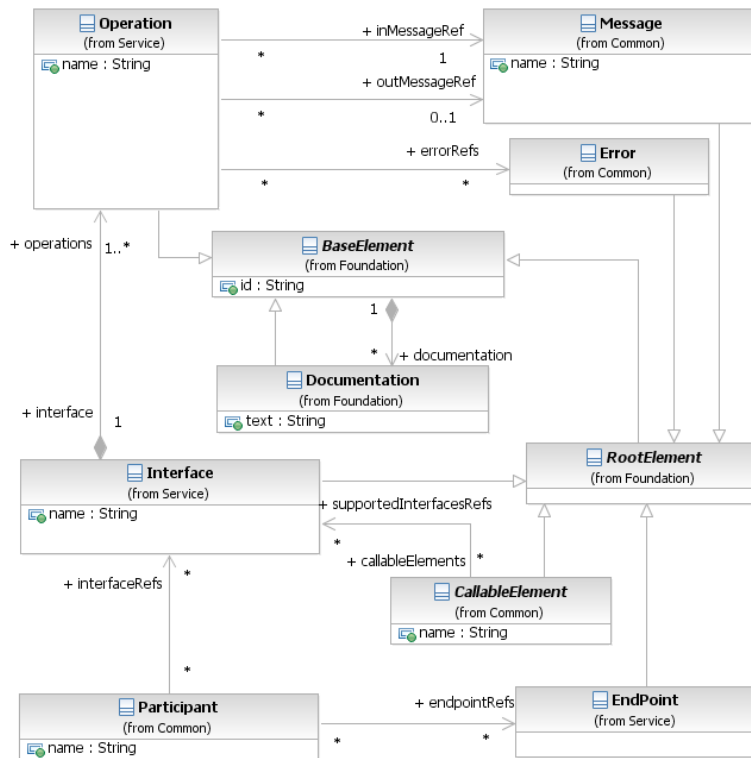 Operation
(from Service)
name : String
+ inMessageRef
*
1
+ outMessageRef
*
0..1
Message
(from Common)
name : String
+ errorRefs
*
*
Error
(from Common)
+ operations
1..*
BaseElement
(from Foundation)
id : String
1
*
+ documentation
Documentation
(from Foundation)
text : String
+ interface
1
Interface
(from Service)
name : String
RootElement
(from Foundation)
+ supportedInterfacesRefs
*
+ callableElements
*
+ interfaceRefs
*
CallableElement
(from Common)
name : String
*
Participant
(from Common)
name : String
+ endpointRefs
*
*
EndPoint
(from Service)